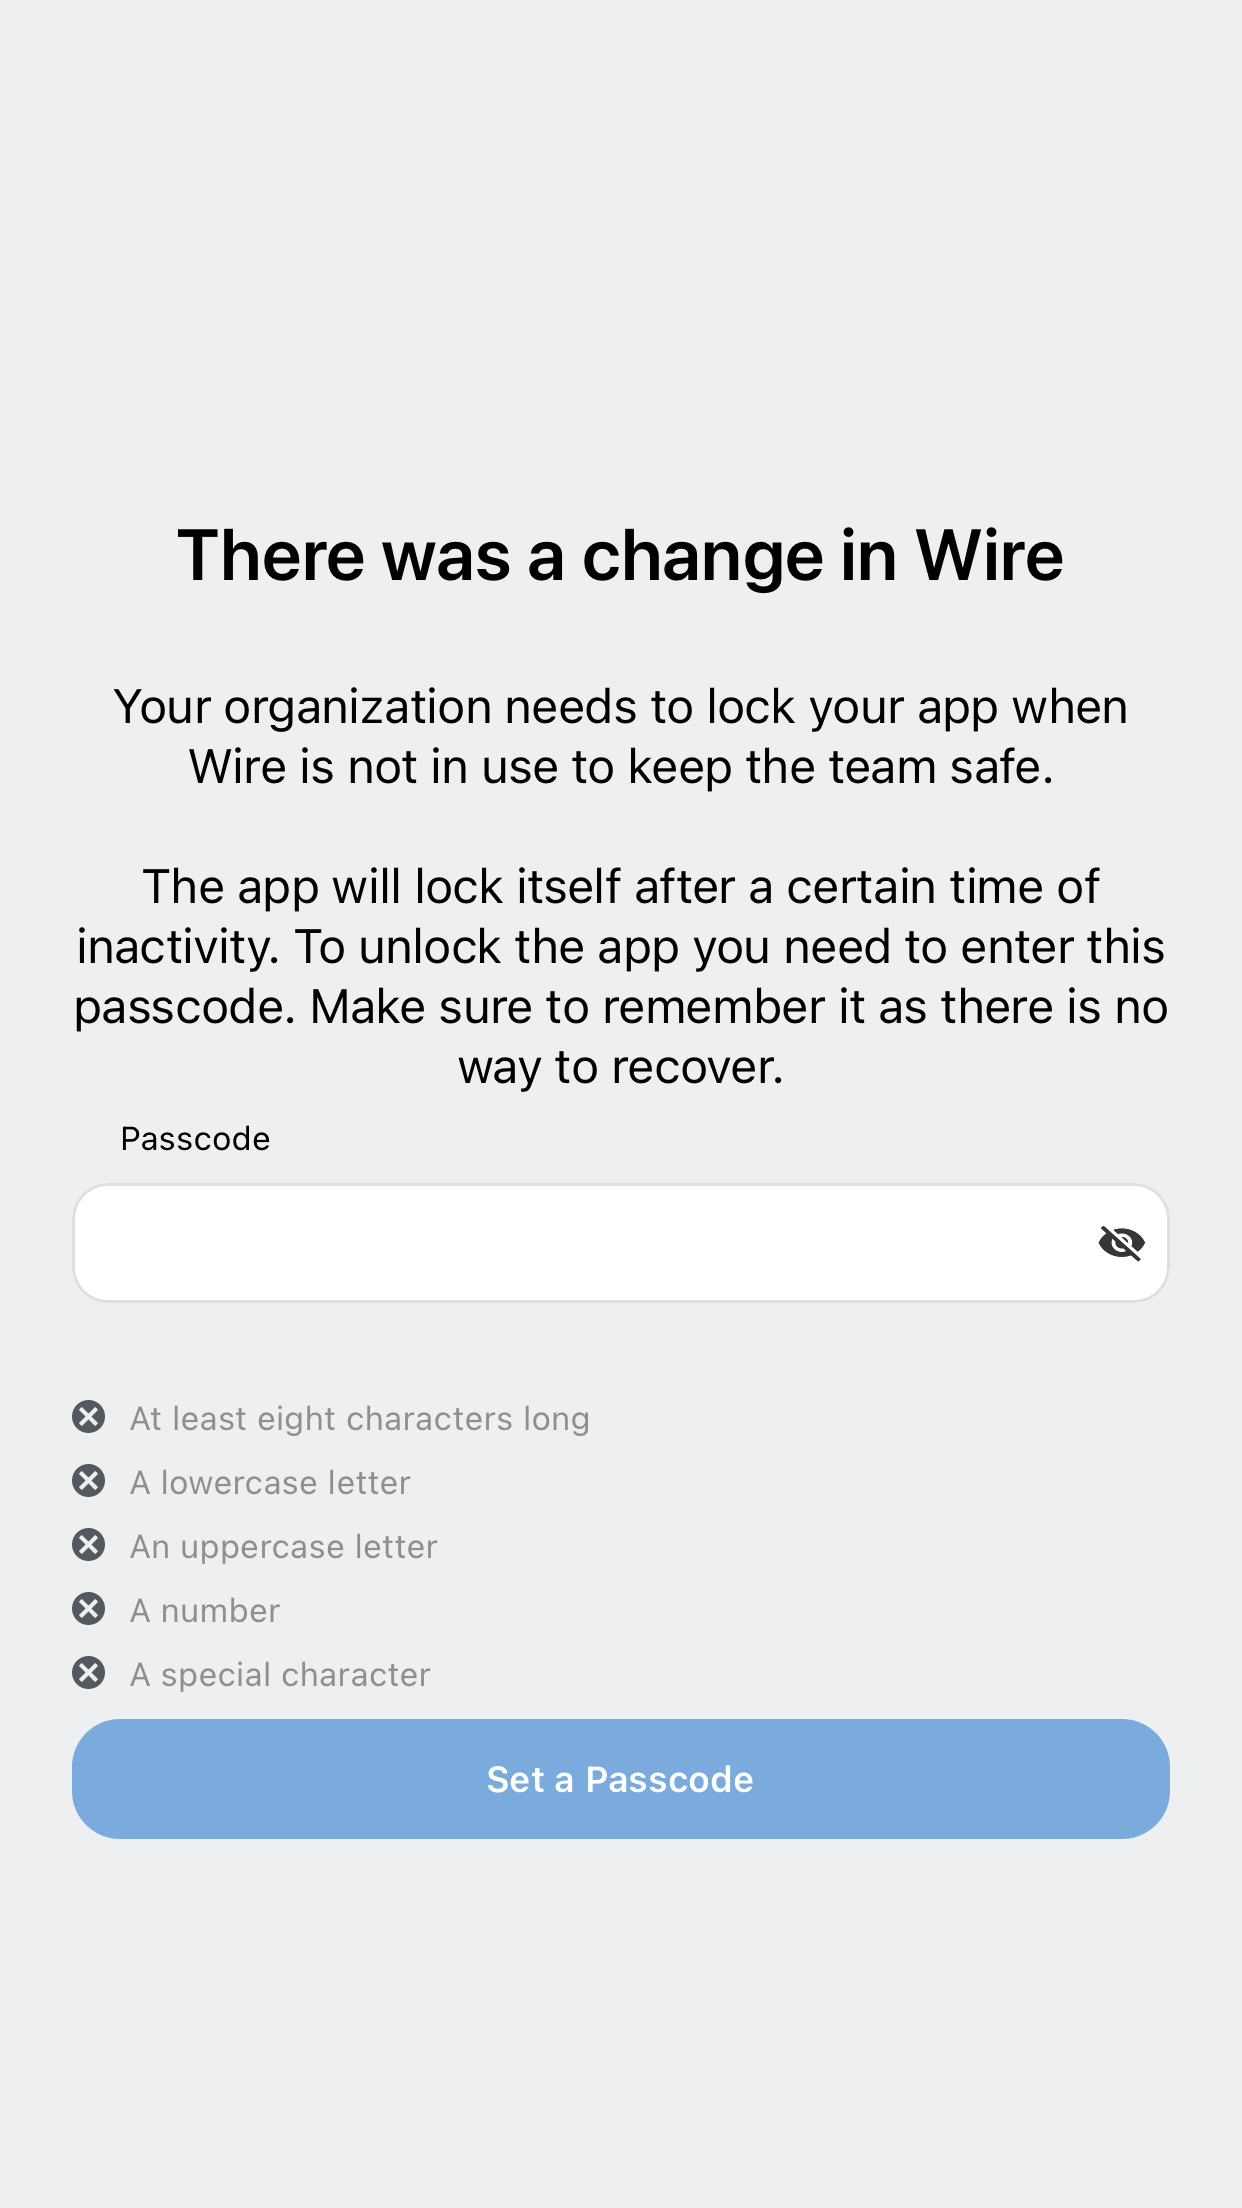 There was a change in Wire
Your organization needs to lock your app when
Wire is not in use to keep the team safe.
The app will lock itself after a certain time of
inactivity. To unlock the app you need to enter this
passcode. Make sure to remember it as there is no
way to recover.
Passcode
At least eight characters long
A lowercase letter
An uppercase letter
A number
A special character
Set a Passcode